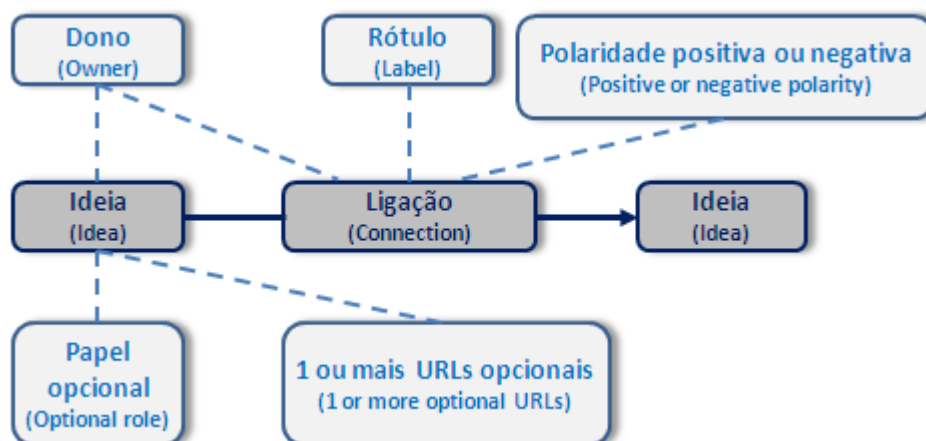 Dono
(Owner)
Rótulo
(Label)
Polaridade positiva ou negativa
(Positive or negative polarity)
Ideia
(Idea)
Ligação
(Connection)
Ideia
(Idea)
Papel
opcional
(Optional role)
1 ou mais URLs opcionais
(1 or more optional URLs)